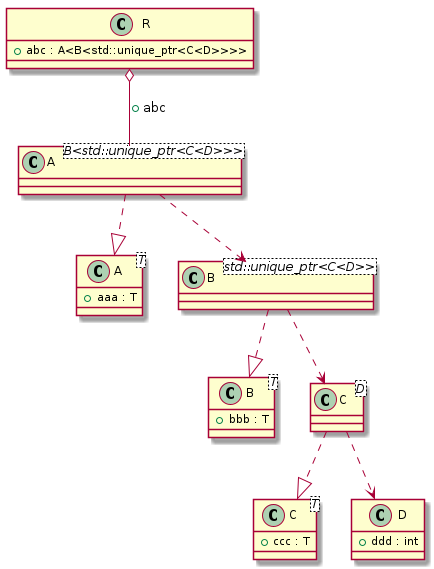 C R
abc : A<B<std::unique_ptr<C<D>>>>
abc
C A B<std::unique_ptr<C<D>>>
C A T
aaa : T
C B std::unique_ptr<C<D>>
C B T
bbb : T
C C D
C C T
ccc : T
C D
ddd : int